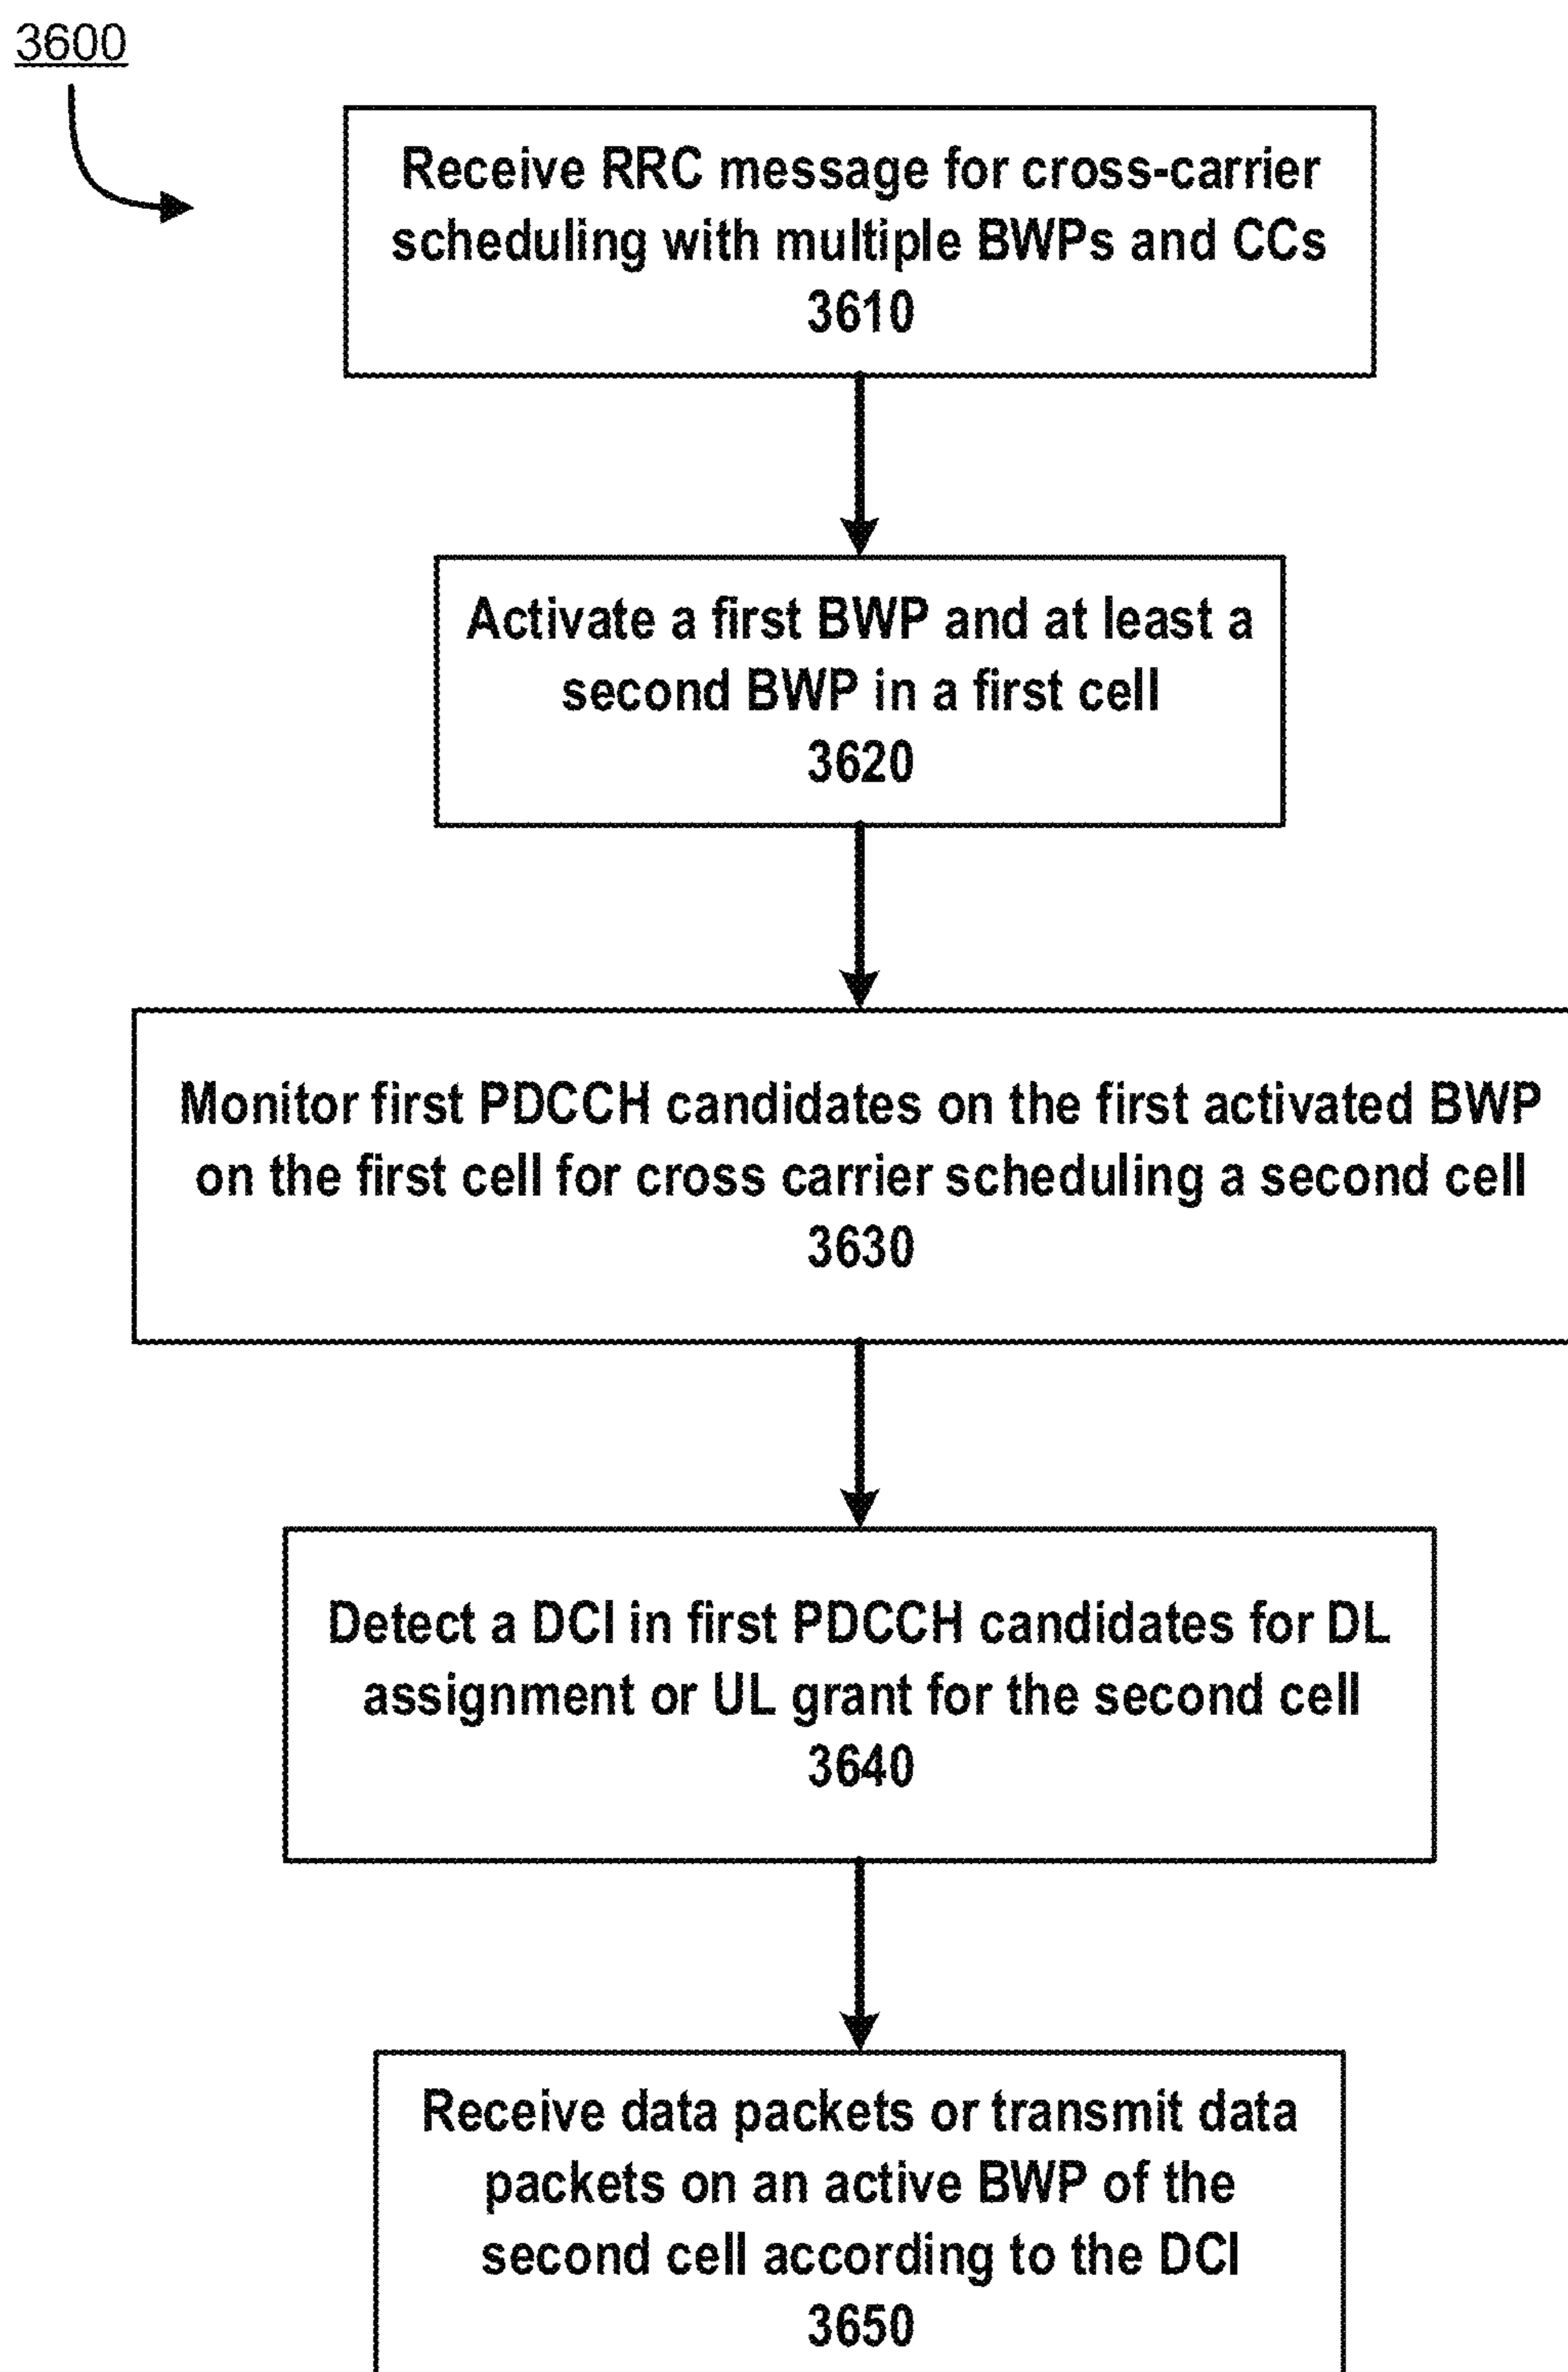 3600
Receive RRC message for cross-carrier
scheduling with multiple BWPs and CCs
3610
Activate a first BWP and at least a
second BWP in a first cell
3620
Monitor first PDCCH candidates on the first activated BWP
on the first cell for cross carrier scheduling a second cell
3630
Detect a DCI in first PDCCH candidates for DL
assignment or UL grant for the second cell
3640
Receive data packets or transmit data
packets on an active BWP of the
second cell according to the DCI
3650